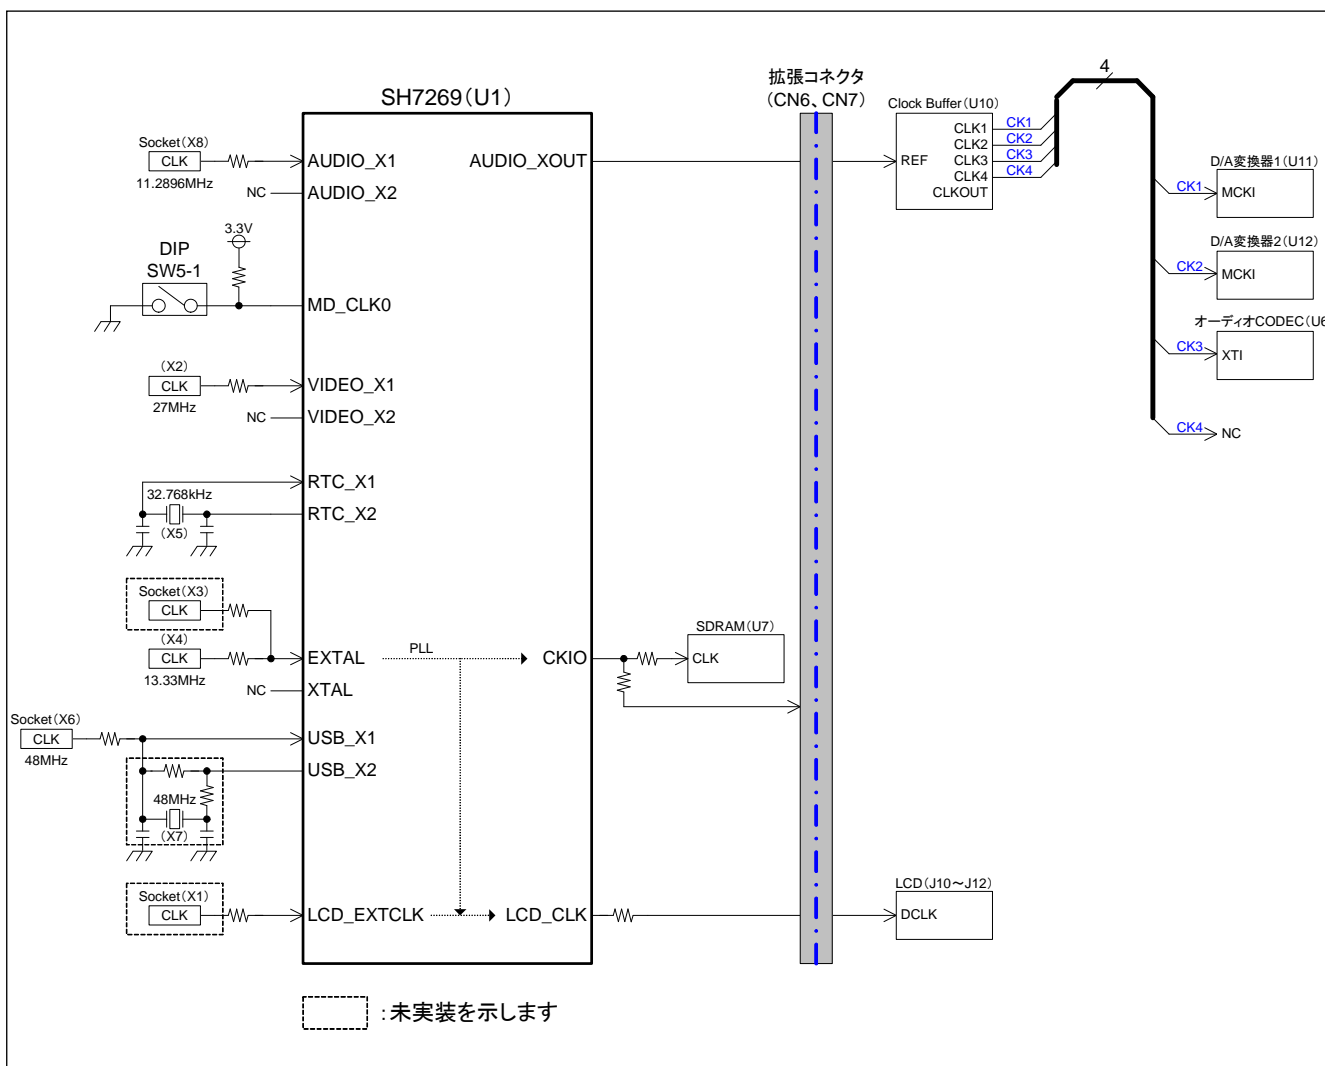 SH7269(U1)
拡張コネクタ
(CN6、CN7)
4
Clock Buffer(U10)
REF
CLK1
CLK2
CLK3
CLK4
CLKOUT
CK1
CK2
CK3
CK4
D/A変換器1(U11)
CK1
MCKI
D/A変換器2(U12)
CK2
MCKI
オーディオCODEC(U6
CK3
XTI
CK4
NC
Socket(X8)
CLK
11.2896MHz
NC
AUDIO_X1
AUDIO_X2
AUDIO_XOUT
DIP
SW5-1
3.3V
MD_CLK0
(X2)
CLK
27MHz
NC
VIDEO_X1
VIDEO_X2
32.768kHz
(X5)
RTC_X1
RTC_X2
Socket(X3)
CLK
(X4)
CLK
13.33MHz
NC
EXTAL
XTAL
PLL
CKIO
SDRAM(U7)
CLK
Socket(X6)
CLK
48MHz
USB_X1
USB_X2
48MHz
(X7)
Socket(X1)
CLK
LCD_EXTCLK
LCD_CLK
LCD(J10～J12)
DCLK
:未実装を示します